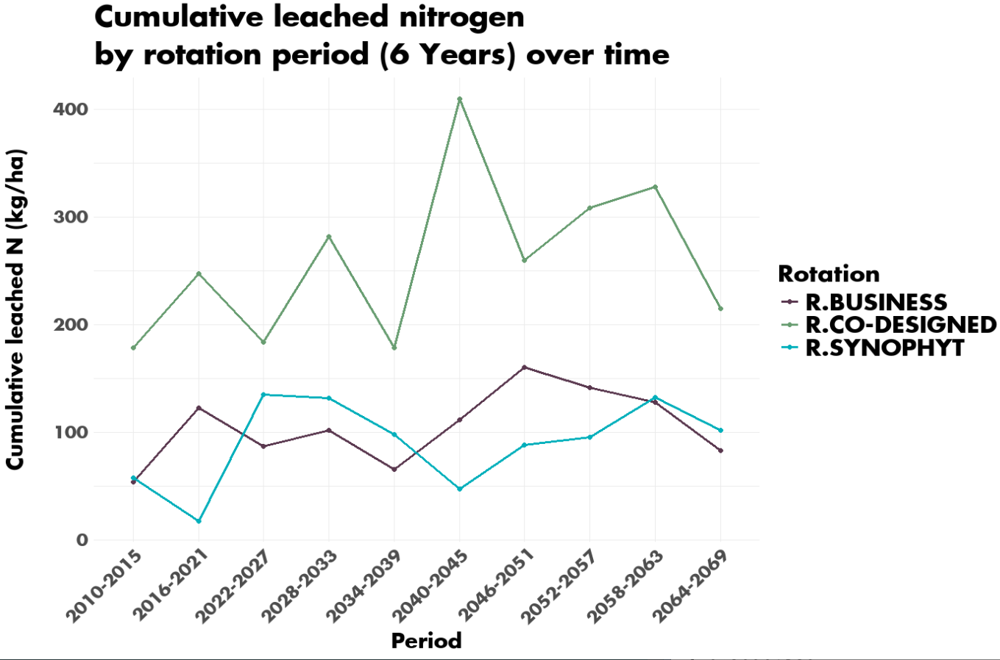 Cumulative leached nitrogen
by rotation period (6 Years) over time
Cumulative leached N (kg/ha)
400
300
200
100
0
2010-2015
2016-2021
2022-2027
2028-2033
2034-2039
2040-2045
2046-2051
2052-2057
2058-2063
2064-2069
Period
Rotation
R.BUSINESS
R.CO-DESIGNED
R.SYNOPHYT